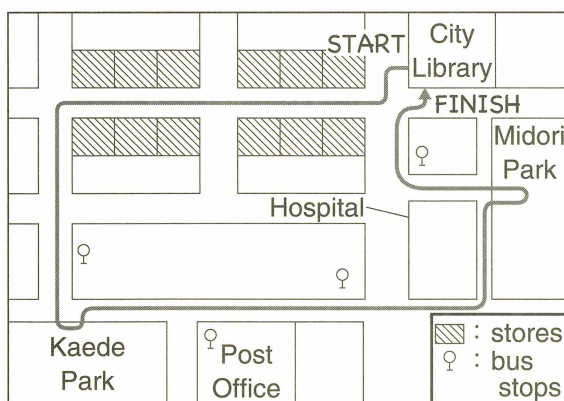 START
City
Library
FINISH
Midori
Park
Hospital
Kaede
Park
Post
Office
: stores
: bus
stops